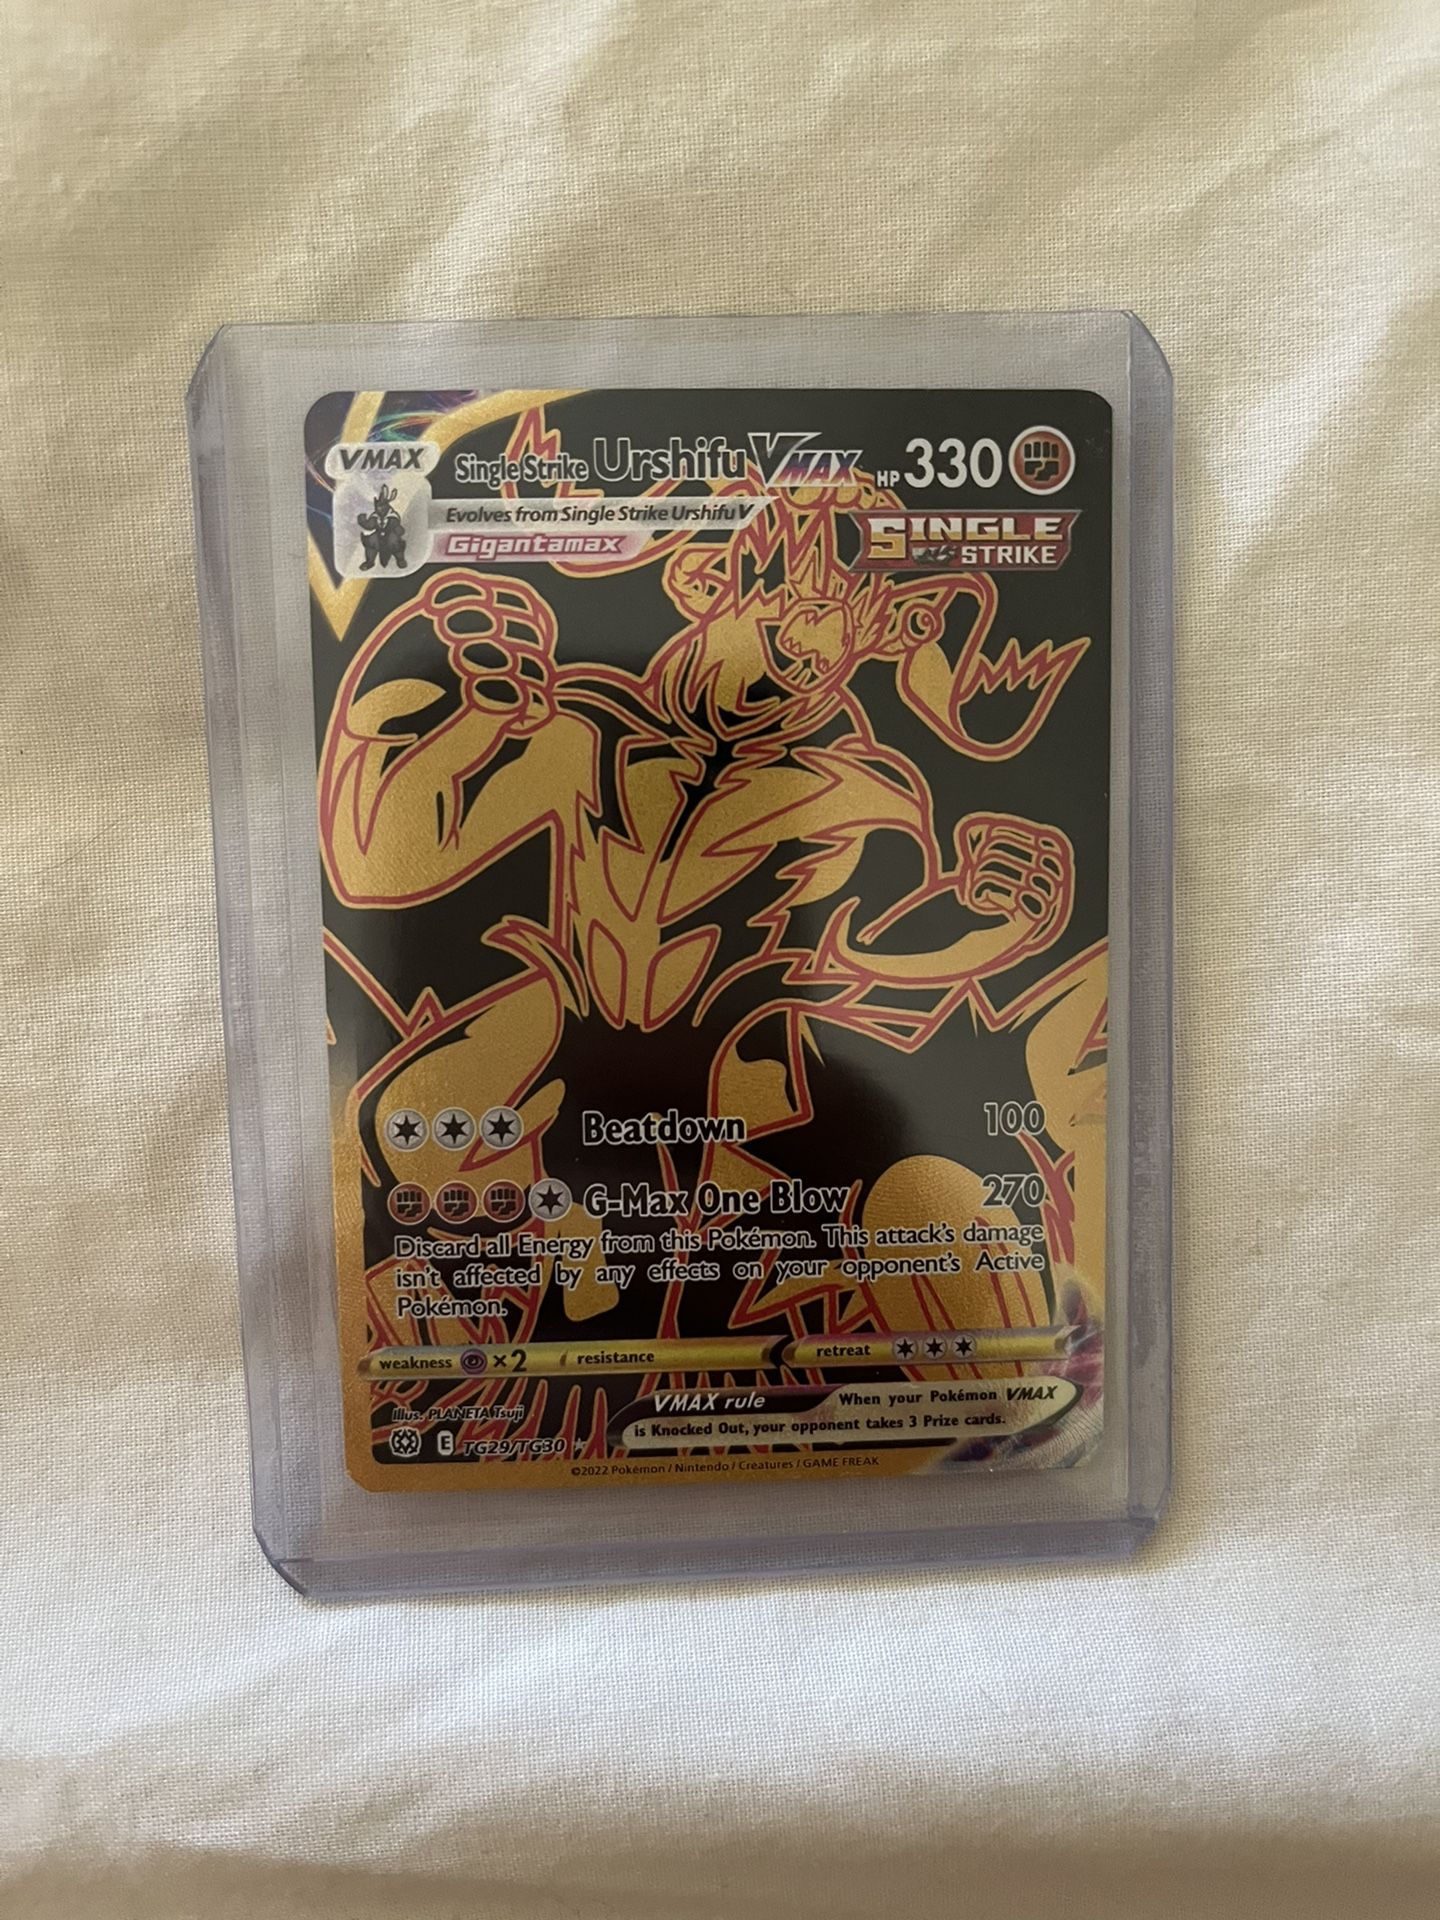 VMAX Single Strike Urshifu VMAX HP 330
Evolves from Single Strike Urshifu V
Gigantamax
SINGLE STRIKE
Beatdown 100
G-Max One Blow 270
Discard all Energy from this Pokémon. This attack's damage
isn't affected by any effects on your opponent's Active
Pokémon.
weakness ×2 resistance retreat
VMAX rule When your Pokémon VMAX
is Knocked Out, your opponent takes 3 Prize cards.
Illus. PLANETA Tsuji
E TG29/TG30
©2022 Pokémon / Nintendo / Creatures / GAME FREAK